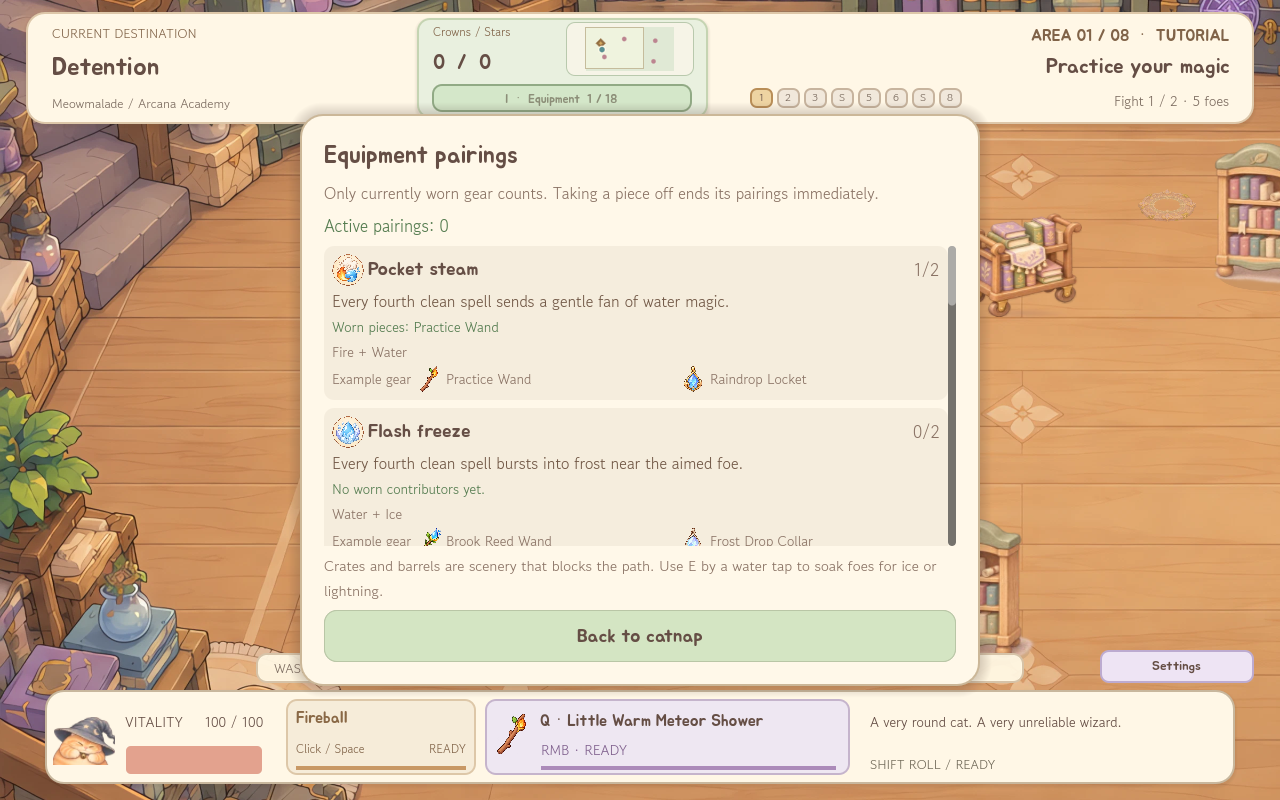 CURRENT DESTINATION
Detention
Meowmalade / Arcana Academy
Crowns / Stars
0 / 0
I · Equipment 1 / 18
1 2 3 S 5 6 S 8
AREA 01 / 08 · TUTORIAL
Practice your magic
Fight 1 / 2 · 5 foes
Equipment pairings
Only currently worn gear counts. Taking a piece off ends its pairings immediately.
Active pairings: 0
Pocket steam 1/2
Every fourth clean spell sends a gentle fan of water magic.
Worn pieces: Practice Wand
Fire + Water
Example gear Practice Wand Raindrop Locket
Flash freeze 0/2
Every fourth clean spell bursts into frost near the aimed foe.
No worn contributors yet.
Water + Ice
Example gear Brook Reed Wand Frost Drop Collar
Crates and barrels are scenery that blocks the path. Use E by a water tap to soak foes for ice or
lightning.
Back to catnap
WAS
Settings
VITALITY 100 / 100
Fireball
Click / Space READY
Q · Little Warm Meteor Shower
RMB · READY
A very round cat. A very unreliable wizard.
SHIFT ROLL / READY